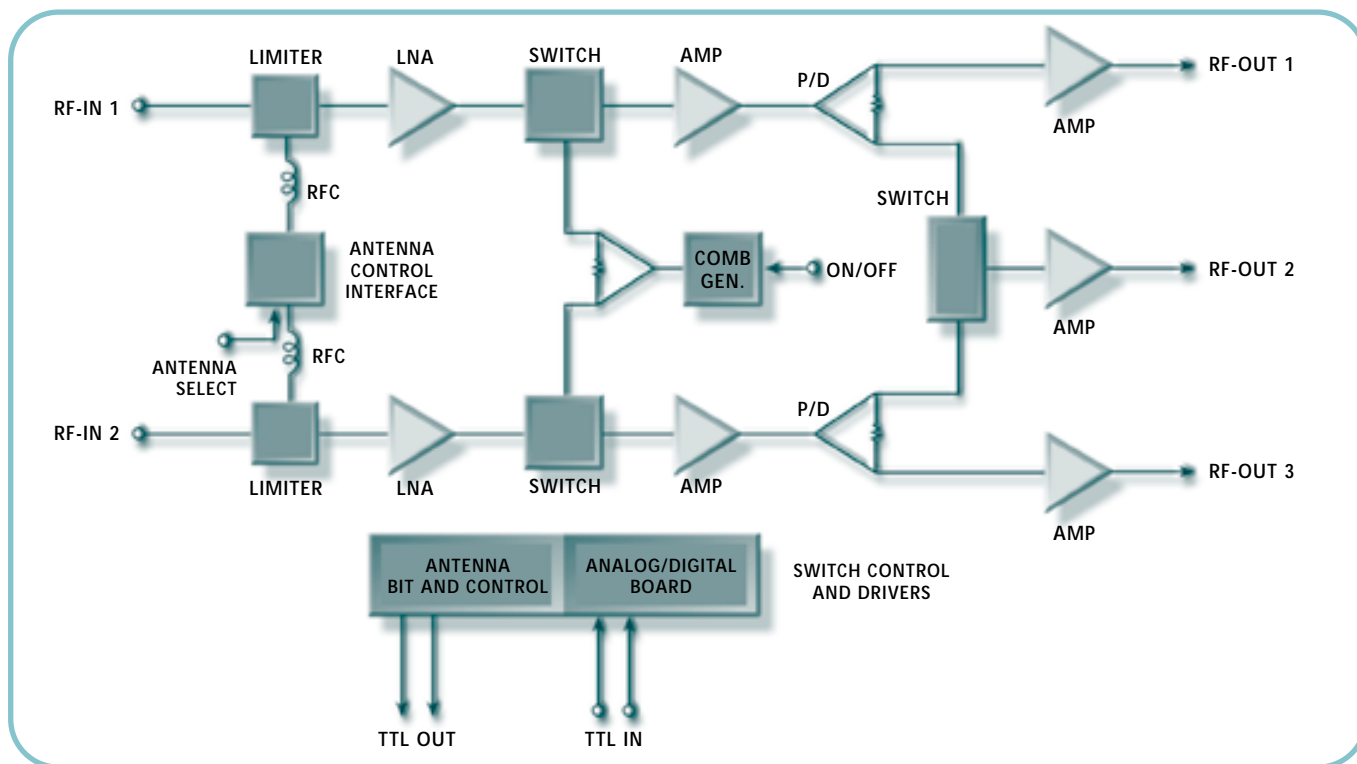 LIMITER
LNA
SWITCH
AMP
P/D
RF-OUT 1
RF-IN 1
AMP
RFC
SWITCH
ANTENNA
CONTROL
INTERFACE
COMB
GEN.
ON/OFF
RF-OUT 2
AMP
RFC
ANTENNA
SELECT
P/D
RF-IN 2
RF-OUT 3
LIMITER
LNA
SWITCH
AMP
AMP
ANTENNA
BIT AND CONTROL
ANALOG/DIGITAL
BOARD
SWITCH CONTROL
AND DRIVERS
TTL OUT
TTL IN